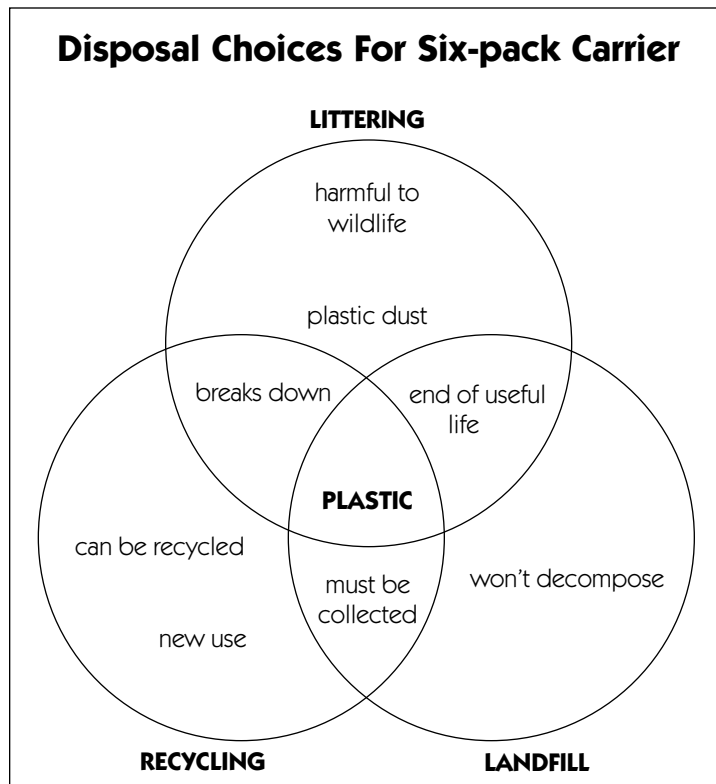 Disposal Choices For Six-pack Carrier
LITTERING
harmful to
wildlife
plastic dust
breaks down
end of useful
life
PLASTIC
can be recycled
must be
collected
won't decompose
new use
RECYCLING
LANDFILL